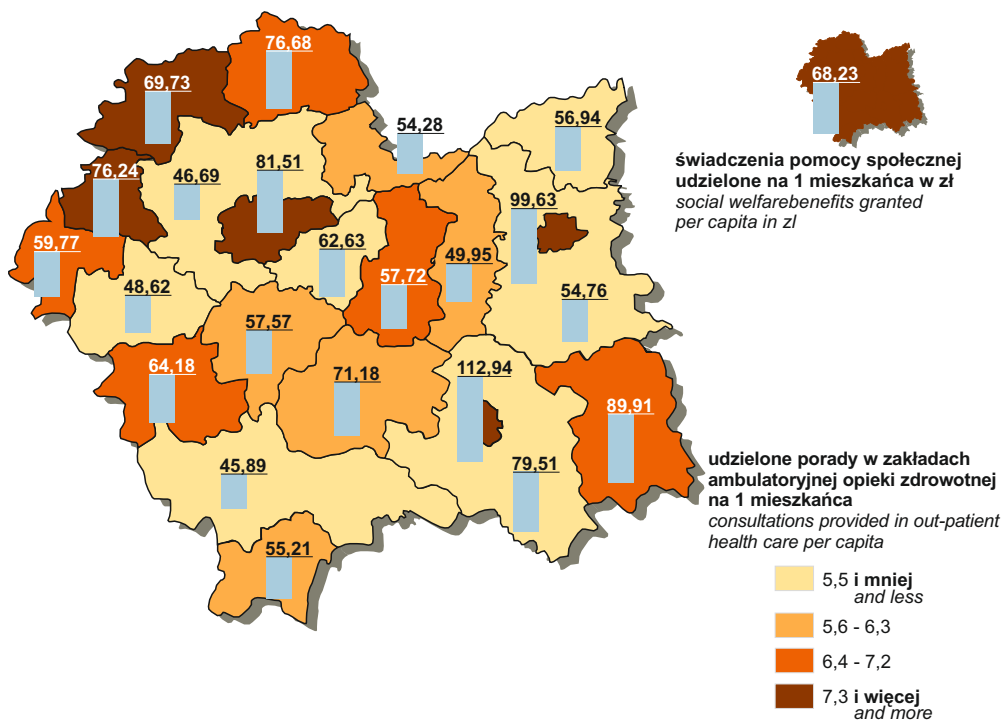 76,68
69,73
68,23
54,28
56,94
świadczenia pomocy społecznej
udzielone na 1 mieszkańca w zł
social welfarebenefits granted
per capita in zl
76,24
46,69
81,51
99,63
59,77
62,63
49,95
48,62
57,72
54,76
57,57
64,18
71,18
112,94
89,91
45,89
79,51
udzielone porady w zakładach
ambulatoryjnej opieki zdrowotnej
na 1 mieszkańca
consultations provided in out-patient
health care per capita
55,21
5,5 i mniej
and less
5,6 - 6,3
6,4 - 7,2
7,3 i więcej
and more